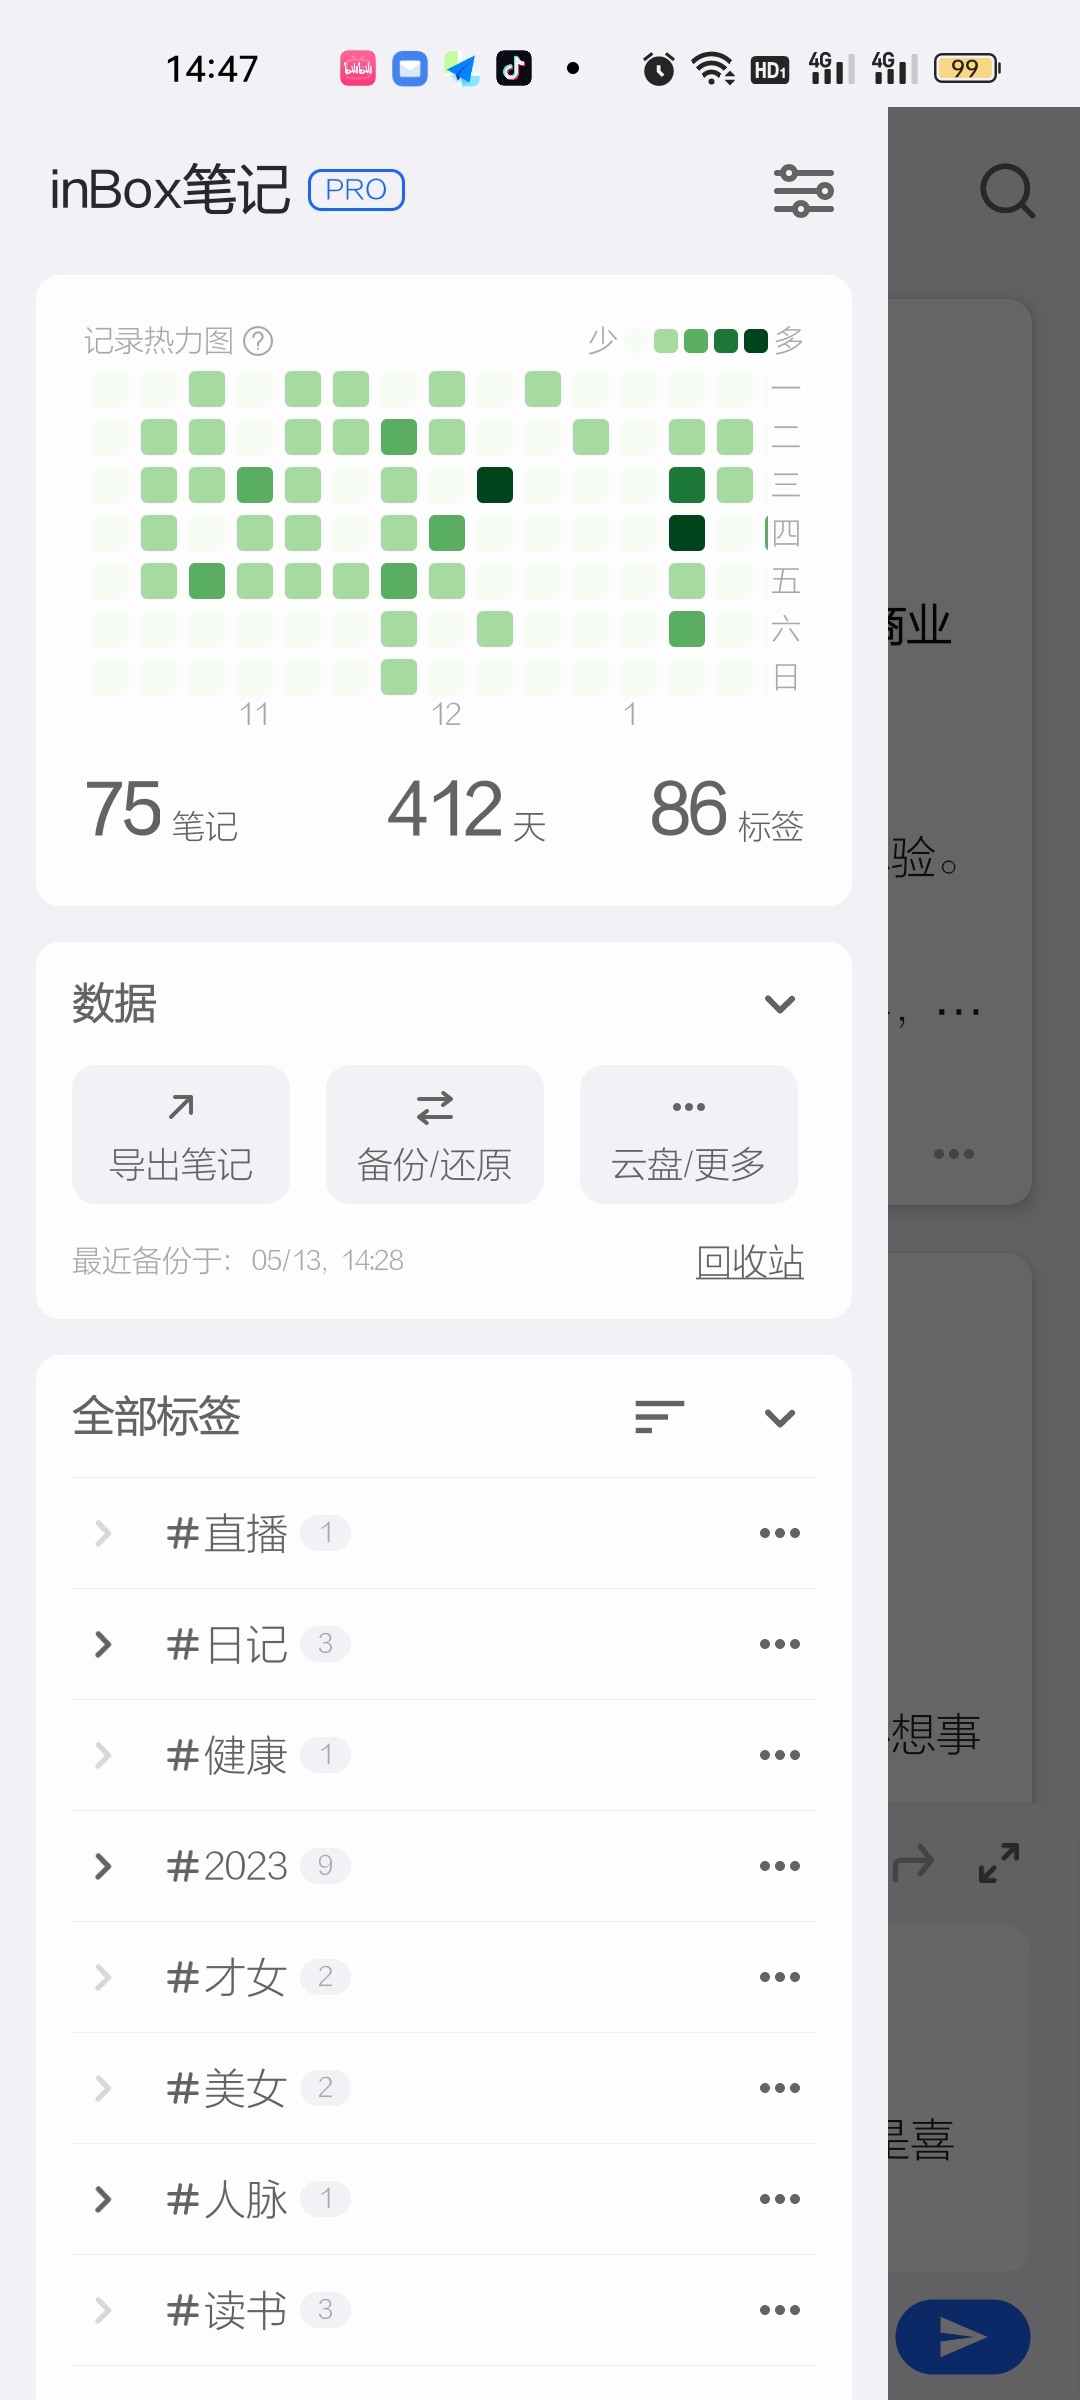 14:47
HD1 4G 4G 99
inBox笔记 PRO
记录热力图 ? 少 多
一
二
三
四
五
六
日
11 12 1
75 笔记 412 天 86 标签
商业
验。
数据
, ...
导出笔记 备份/还原 云盘/更多
最近备份于: 05/13, 14:28 回收站
全部标签
#直播 1
#日记 3
想事
#健康 1
#2023 9
#才女 2
#美女 2
是喜
#人脉 1
#读书 3